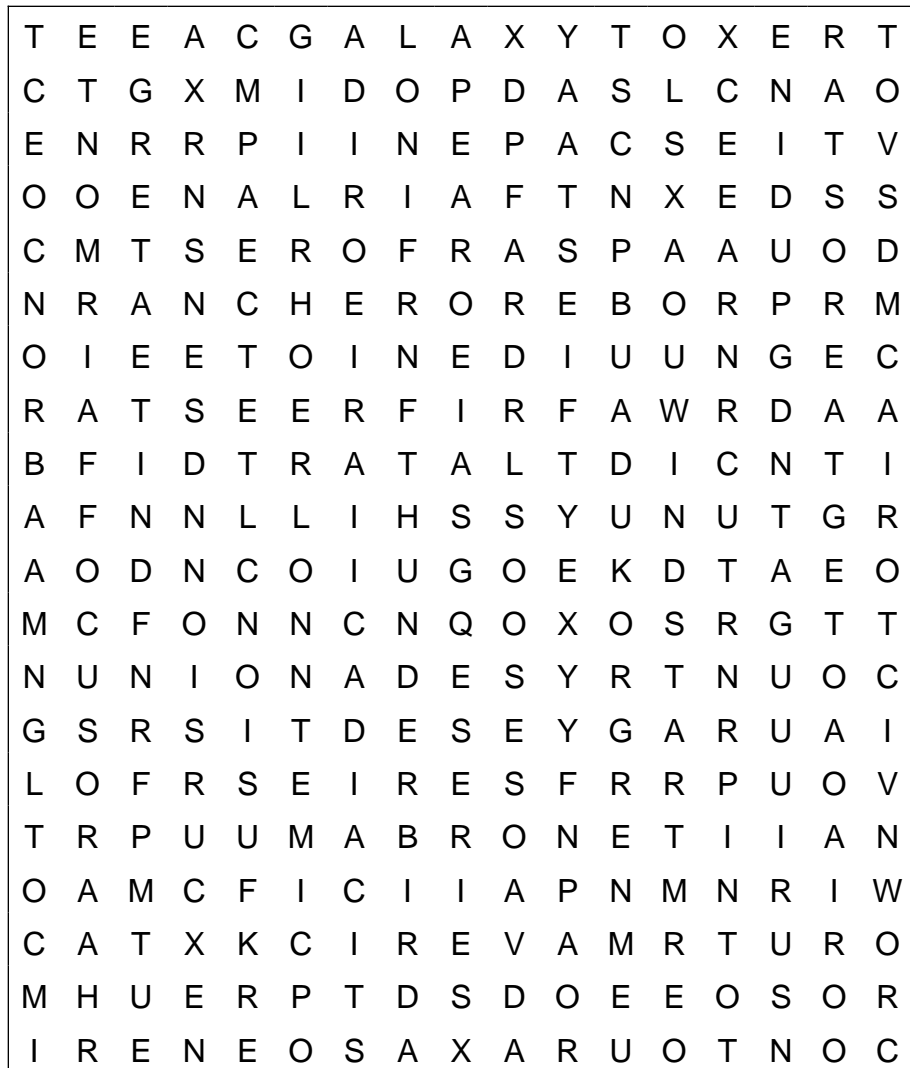 T E E A C G A L A X Y T O X E R T
C T G X M I D O P D A S L C N A O
E N R R P I I N E P A C S E I T V
O O E N A L R I A F T N X E D S S
C M T S E R O F R A S P A A U O D
N R A N C H E R O R E B O R P R M
O I E E T O I N E D I U U N G E C
R A T S E E R F I R F A W R D A A
B F I D T R A T A L T D I C N T I
A F N N L L I H S S Y U N U T G R
A O D N C O I U G O E K D T A E O
M C F O N N C N Q O X O S R G T T
N U N I O N A D E S Y R T N U O C
G S R S I T D E S E Y G A R U A I
L O F R S E I R E S F R R P U O V
T R P U U M A B R O N E T I I A N
O A M C F I C I I A P N M N R I W
C A T X K C I R E V A M R T U R O
M H U E R P T D S D O E E O S O R
I R E N E O S A X A R U O T N O C